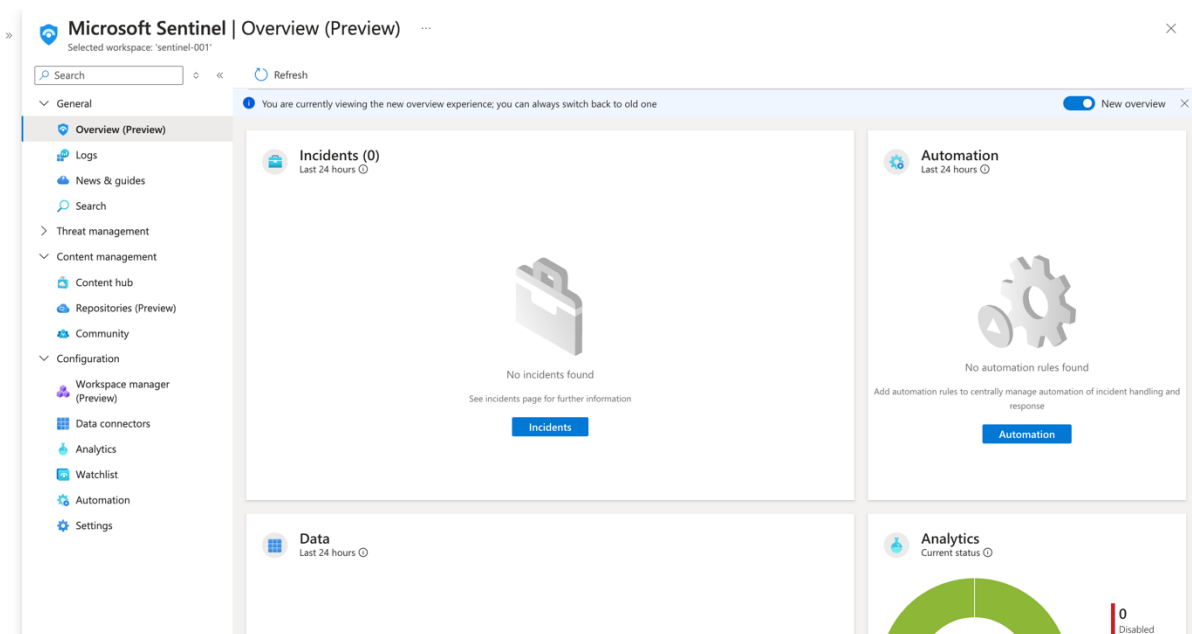 Microsoft Sentinel | Overview (Preview) ...
Selected workspace: 'sentinel-001'
Search
General
Overview (Preview)
Logs
News & guides
Search
Threat management
Content management
Content hub
Repositories (Preview)
Community
Configuration
Workspace manager
(Preview)
Data connectors
Analytics
Watchlist
Automation
Settings
Refresh
You are currently viewing the new overview experience; you can always switch back to old one
New overview
Incidents (0)
Last 24 hours
No incidents found
See incidents page for further information
Incidents
Automation
Last 24 hours
No automation rules found
Add automation rules to centrally manage automation of incident handling and
response
Automation
Data
Last 24 hours
Analytics
Current status
0
Disabled